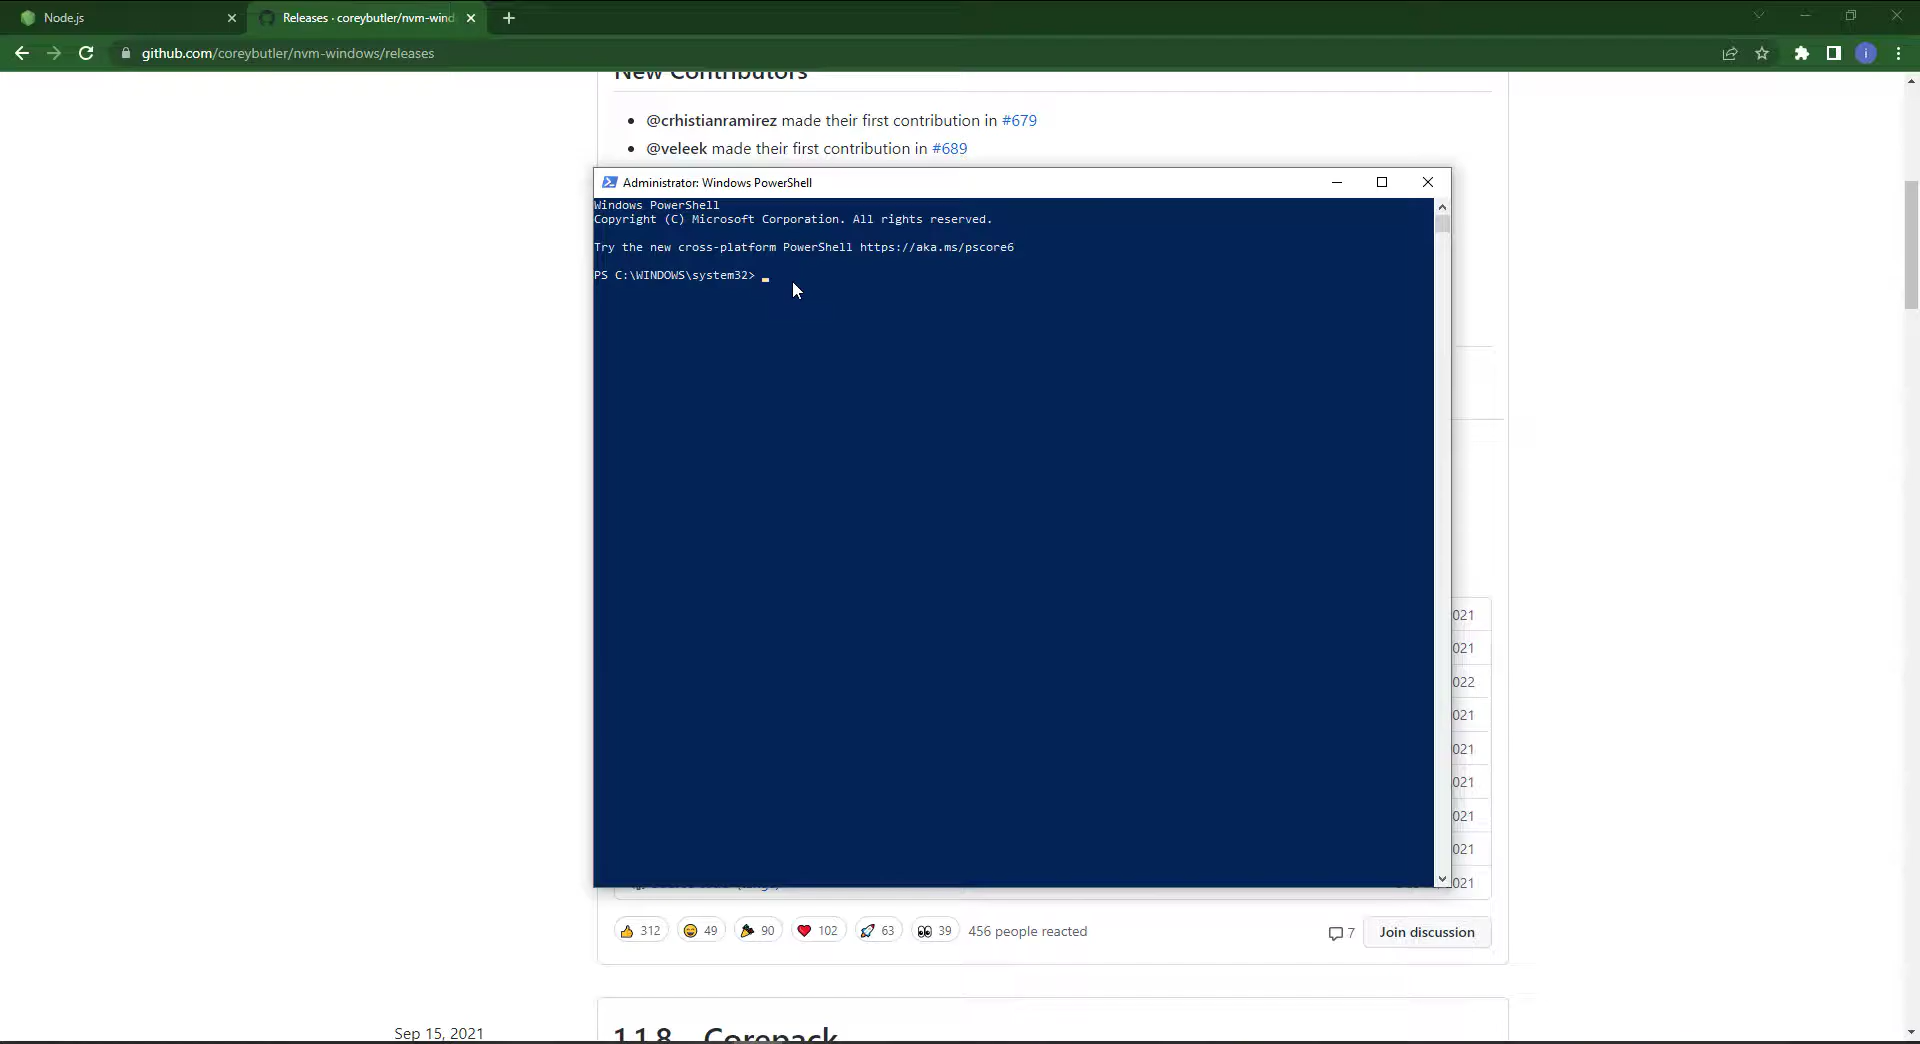 Node.js
Releases · coreybutler/nvm-wind
github.com/coreybutler/nvm-windows/releases
i
New Contributors
@crhistianramirez made their first contribution in #679
@veleek made their first contribution in #689
Administrator: Windows PowerShell
Windows PowerShell
Copyright (C) Microsoft Corporation. All rights reserved.
Try the new cross-platform PowerShell https://aka.ms/pscore6
PS C:\WINDOWS\system32>
021
021
022
021
021
021
021
021
021
312 49 90 102 63 39 456 people reacted 7 Join discussion
Sep 15, 2021
1.1.8 Corepack